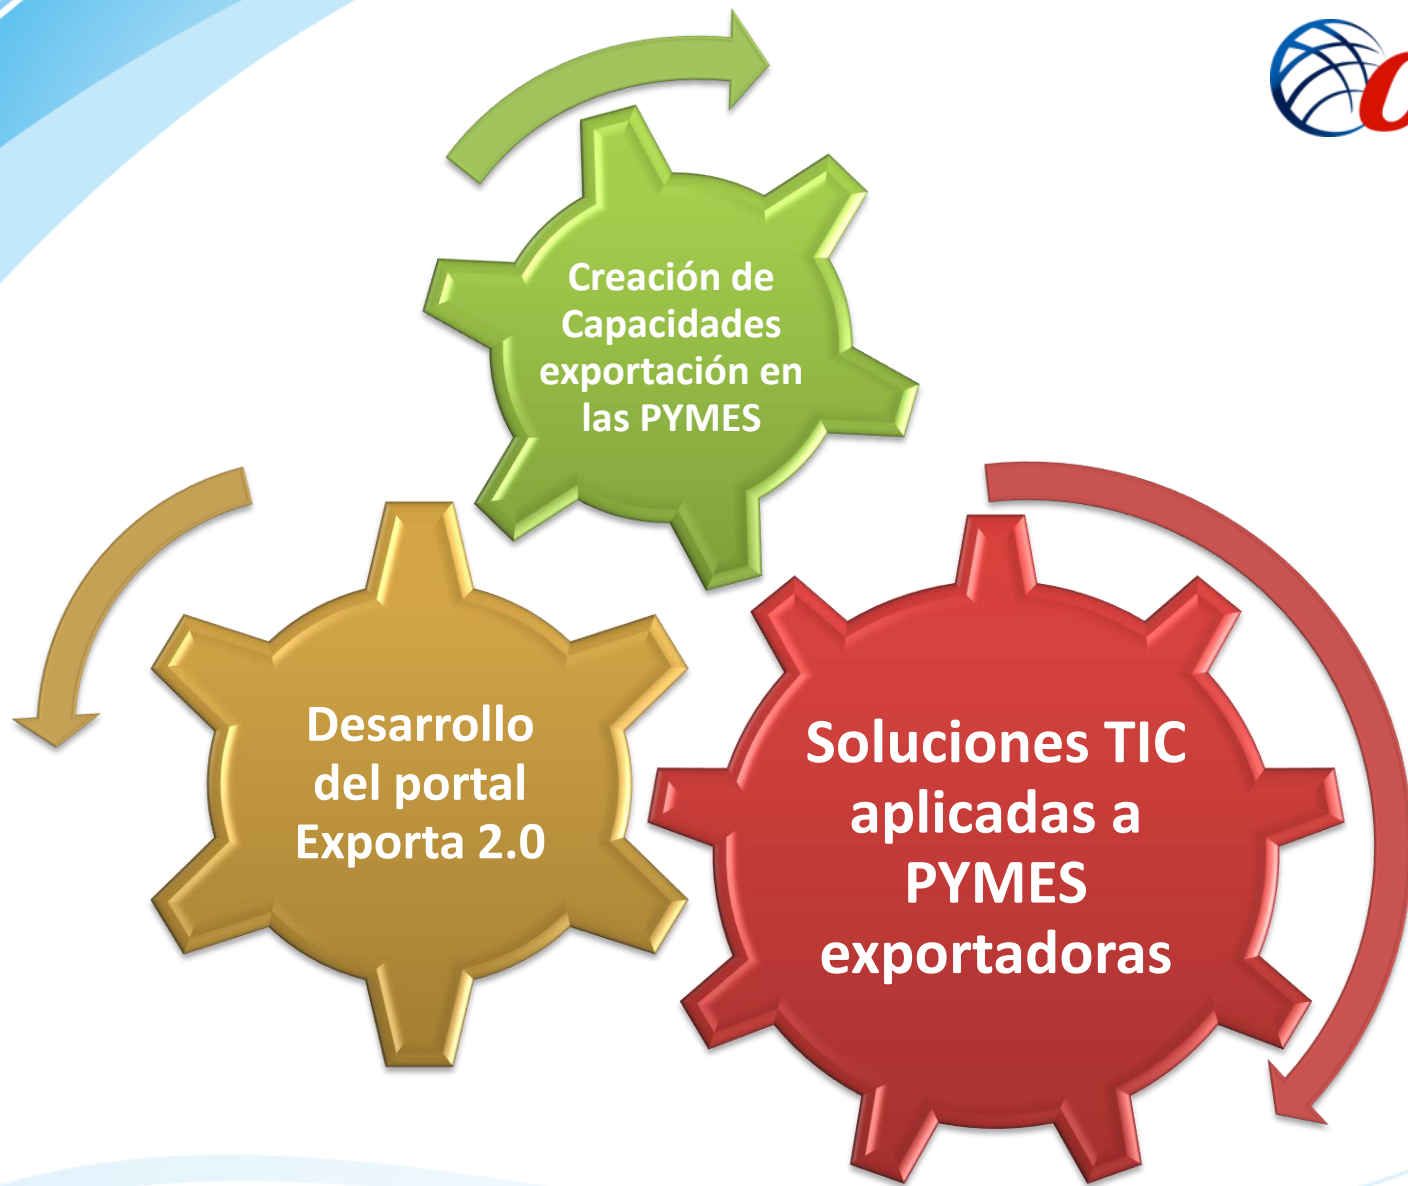 Creación de
Capacidades
exportación en
las PYMES
Desarrollo
del portal
Exporta 2.0
Soluciones TIC
aplicadas a
PYMES
exportadoras